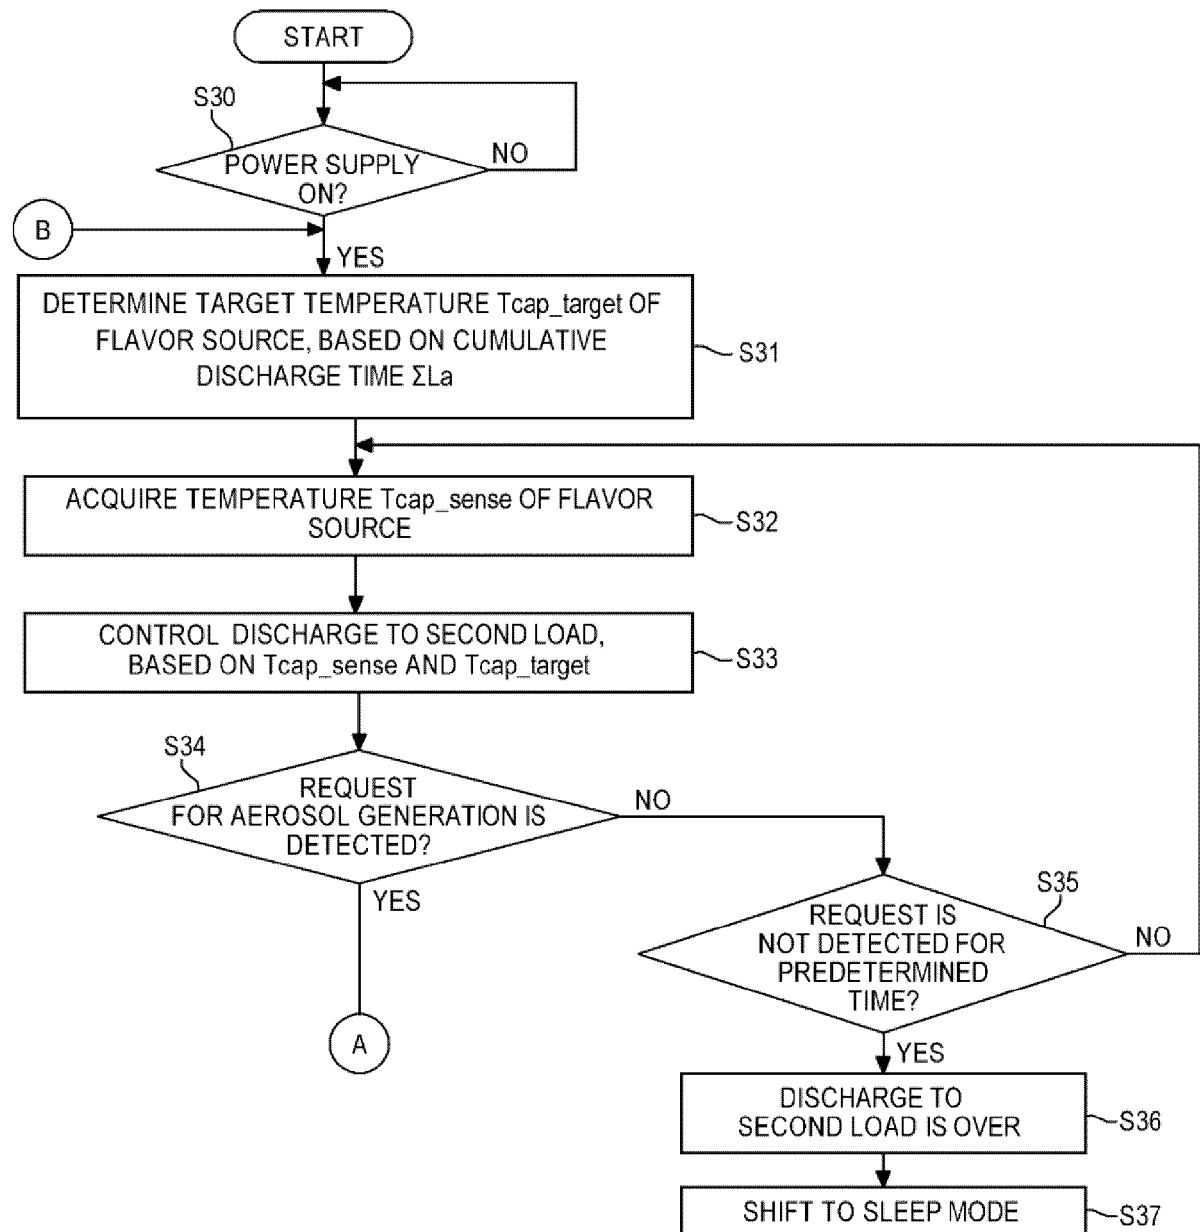 START
S30
POWER SUPPLY
ON?
NO
B
YES
DETERMINE TARGET TEMPERATURE Tcap_target OF
FLAVOR SOURCE, BASED ON CUMULATIVE
DISCHARGE TIME ΣLa
S31
ACQUIRE TEMPERATURE Tcap_sense OF FLAVOR
SOURCE
S32
CONTROL DISCHARGE TO SECOND LOAD,
BASED ON Tcap_sense AND Tcap_target
S33
S34
REQUEST
FOR AEROSOL GENERATION IS
DETECTED?
NO
YES
A
S35
REQUEST IS
NOT DETECTED FOR
PREDETERMINED
TIME?
NO
YES
DISCHARGE TO
SECOND LOAD IS OVER
S36
SHIFT TO SLEEP MODE
S37